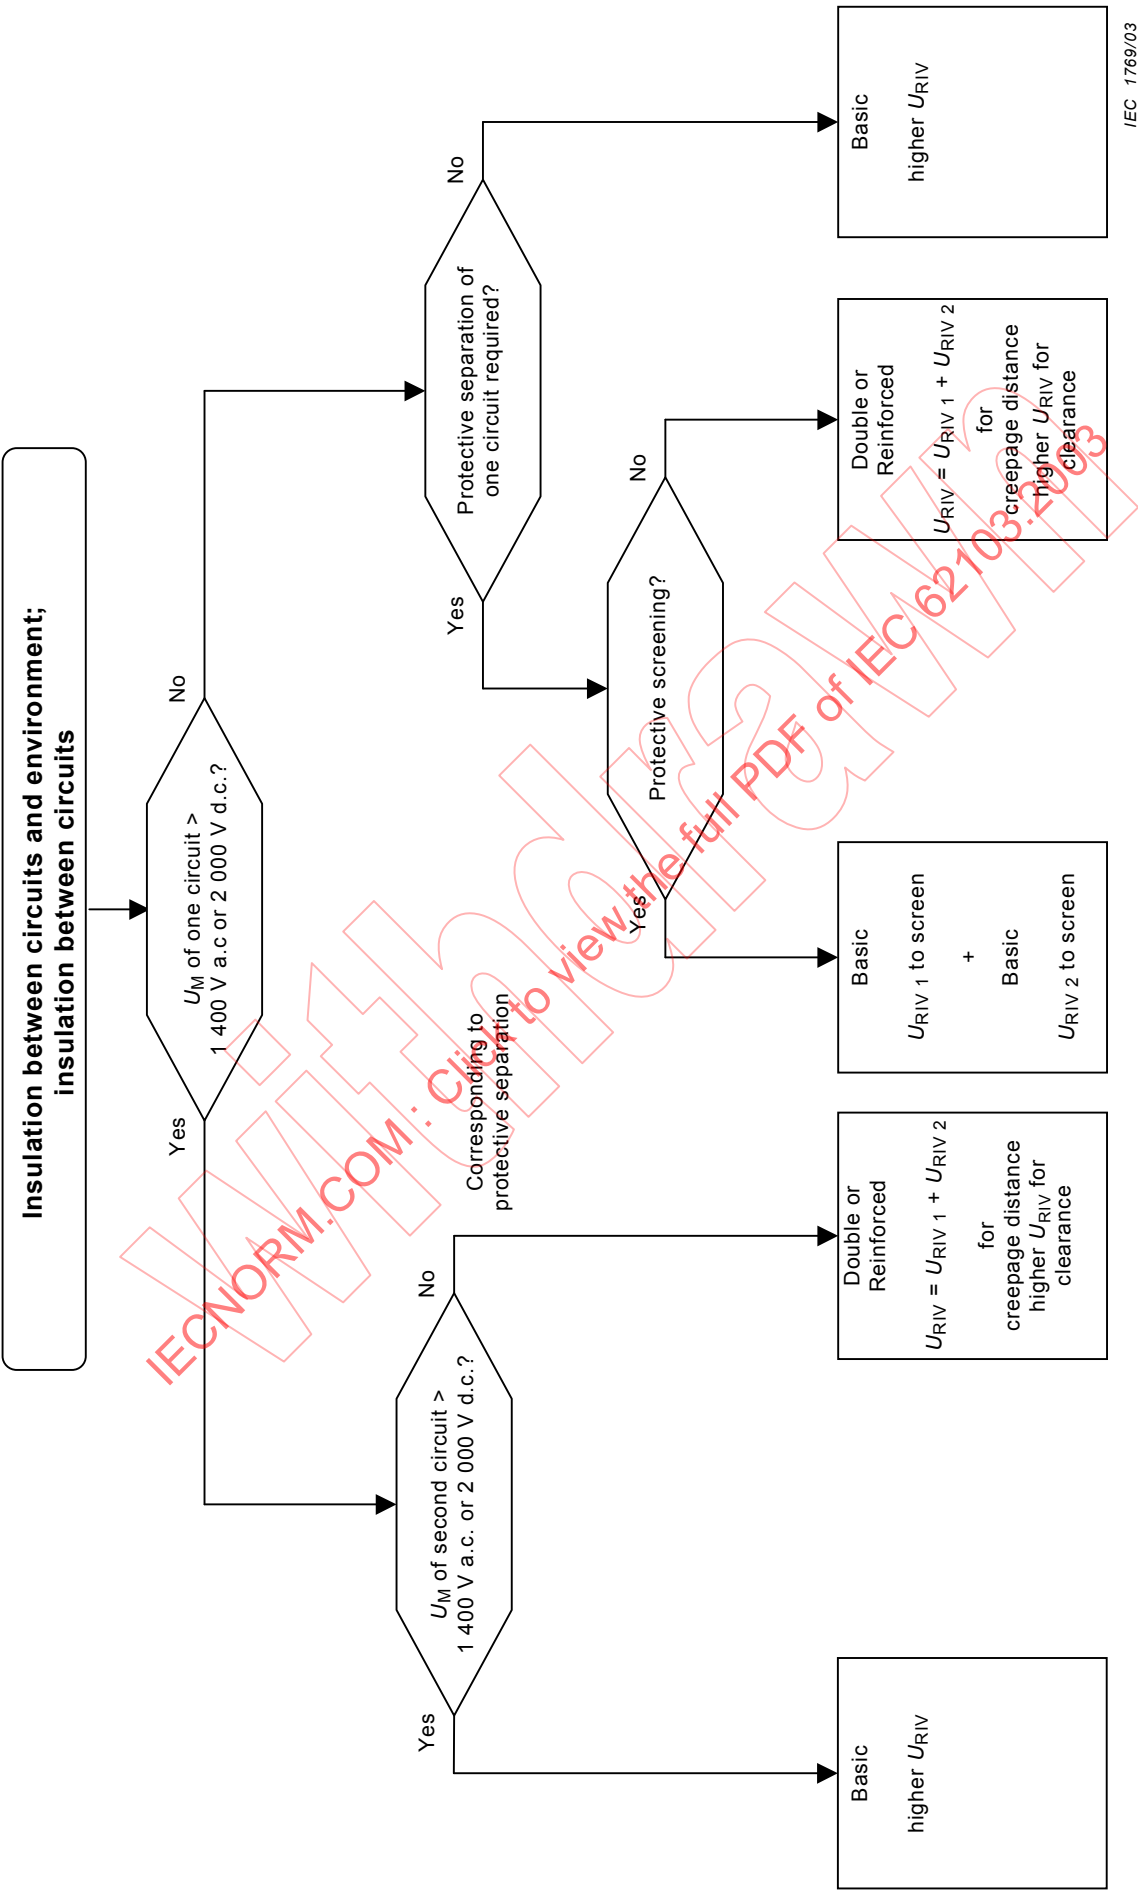 Insulation between circuits and environment;
insulation between circuits
UM of one circuit >
1 400 V a.c or 2 000 V d.c.?
Yes
No
UM of second circuit >
1 400 V a.c. or 2 000 V d.c.?
Yes
No
Corresponding to
protective separation
Protective separation of
one circuit required?
Yes
No
Protective screening?
Yes
No
Basic
higher URIV
Double or
Reinforced
URIV = URIV 1 + URIV 2
for
creepage distance
higher URIV for
clearance
Basic
URIV 1 to screen
+
Basic
URIV 2 to screen
Double or
Reinforced
URIV = URIV 1 + URIV 2
for
creepage distance
higher URIV for
clearance
Basic
higher URIV
IEC 1769/03
withdrawn
IECNORM.COM : Click to view the full PDF of IEC 62103:2003